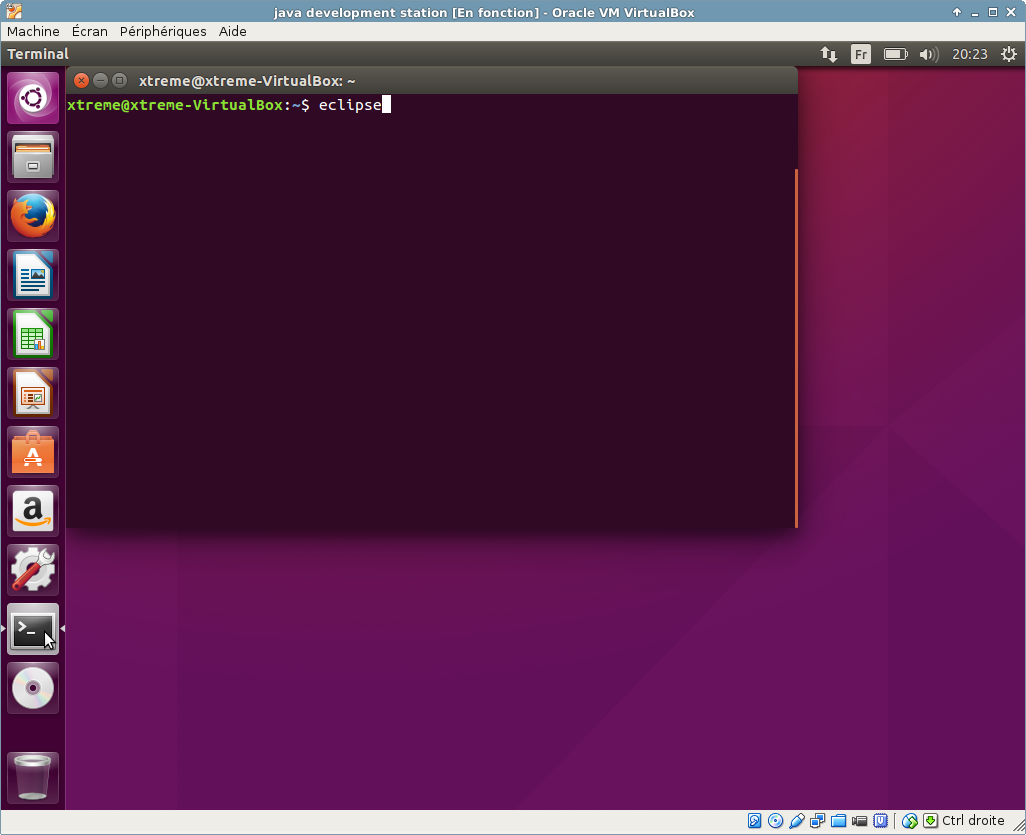 java development station [En fonction] - Oracle VM VirtualBox
Machine Écran Périphériques Aide
Terminal Fr 20:23
xtreme@xtreme-VirtualBox: ~
xtreme@xtreme-VirtualBox:~$ eclipse
A
a
>_
Ctrl droite